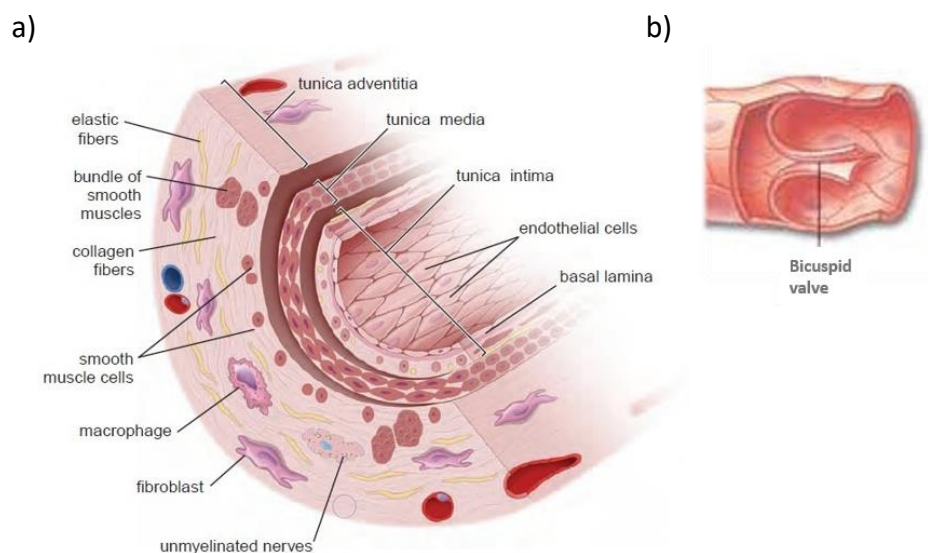 a)
b)
tunica adventitia
elastic
fibers
tunica media
bundle of
smooth
muscles
tunica intima
endothelial cells
collagen
fibers
basal lamina
Bicuspid
valve
smooth
muscle cells
macrophage
fibroblast
unmyelinated nerves